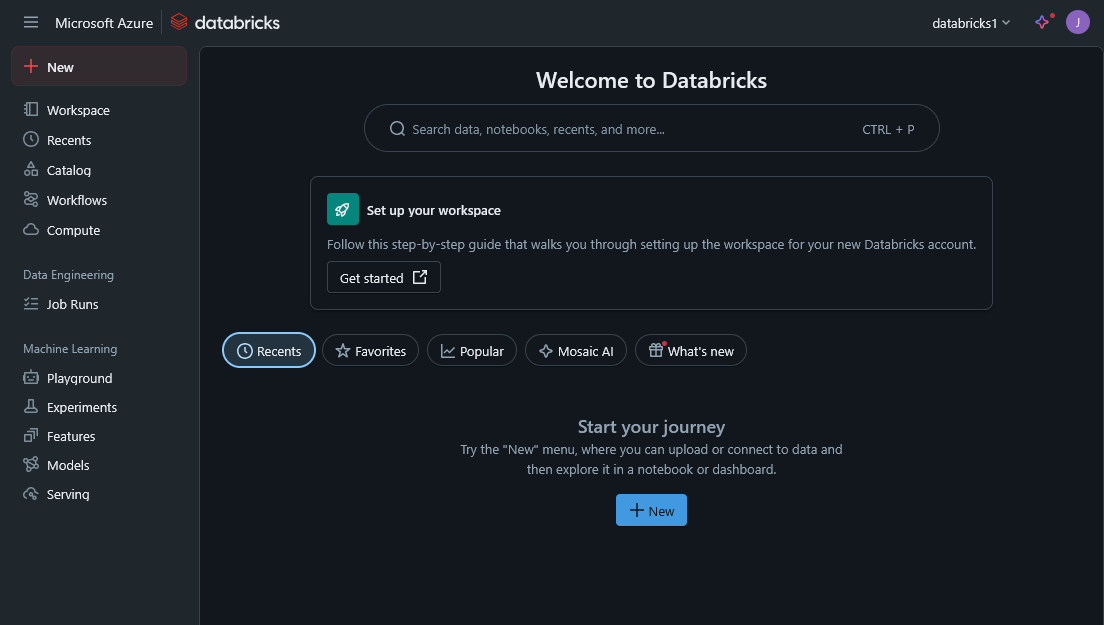 Microsoft Azure
databricks
databricks1
J
New
Workspace
Recents
Catalog
Workflows
Compute
Data Engineering
Job Runs
Machine Learning
Playground
Experiments
Features
Models
Serving
Welcome to Databricks
Search data, notebooks, recents, and more...
CTRL + P
Set up your workspace
Follow this step-by-step guide that walks you through setting up the workspace for your new Databricks account.
Get started
Recents
Favorites
Popular
Mosaic AI
What's new
Start your journey
Try the "New" menu, where you can upload or connect to data and
then explore it in a notebook or dashboard.
New